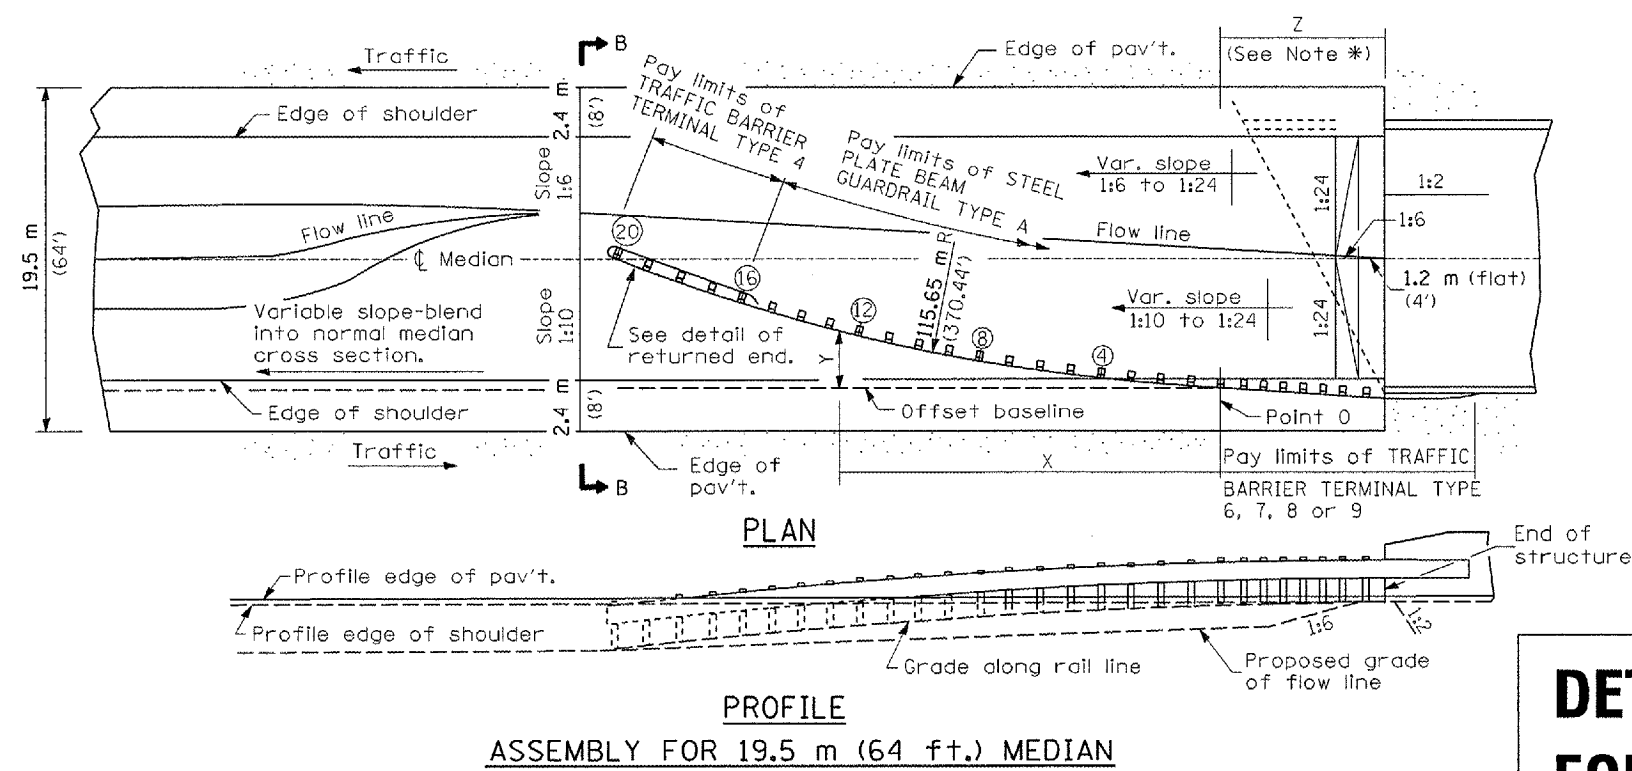 Traffic
B
Edge of pav't.
Z
(See Note *)
Pay limits of
TRAFFIC BARRIER
TERMINAL TYPE 4
Edge of shoulder
2.4 m
(8')
Pay limits of STEEL
PLATE BEAM
GUARDRAIL TYPE A
Var. slope
1:6 to 1:24
1:24
1:2
1:6
Slope
1:6
19.5 m
(64')
Flow line
20
Flow line
℄ Median
16
115.65 m R
(370.44')
1.2 m (flat)
(4')
Variable slope-blend
into normal median
cross section.
Slope
1:10
See detail of
returned end.
12
Y
8
4
Var. slope
1:10 to 1:24
1:24
Edge of shoulder
2.4 m
(8')
Offset baseline
Point 0
Traffic
Edge of
pav't.
X
Pay limits of TRAFFIC
BARRIER TERMINAL TYPE
6, 7, 8 or 9
B
PLAN
End of
structure
Profile edge of pav't.
Profile edge of shoulder
1:6
1:2
Grade along rail line
Proposed grade
of flow line
PROFILE
ASSEMBLY FOR 19.5 m (64 ft.) MEDIAN